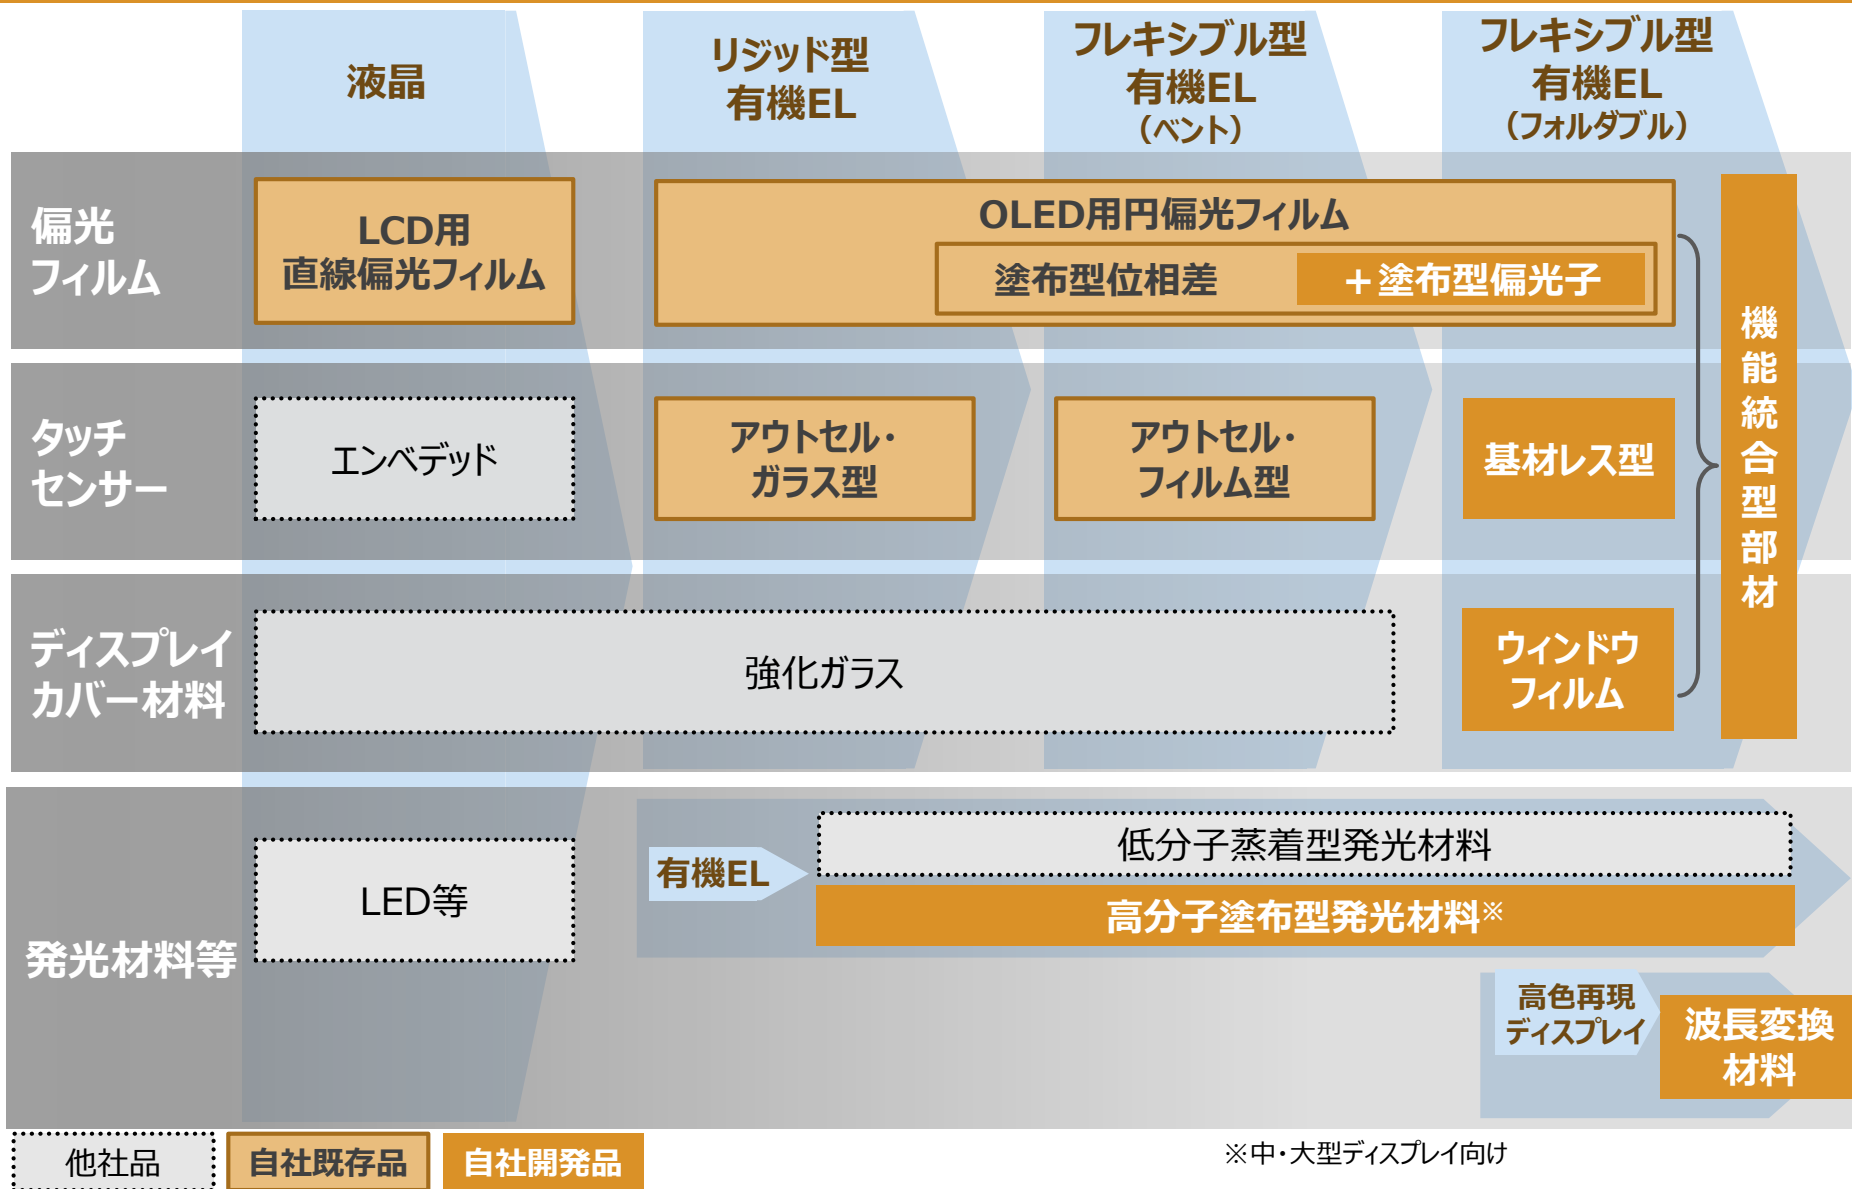 液晶
リジッド型
有機EL
フレキシブル型
有機EL
（ベント）
フレキシブル型
有機EL
（フォルダブル）
偏光
フィルム
LCD用
直線偏光フィルム
OLED用円偏光フィルム
塗布型位相差
＋塗布型偏光子
機能統合型部材
タッチ
センサー
エンベデッド
アウトセル・
ガラス型
アウトセル・
フィルム型
基材レス型
ディスプレイ
カバー材料
強化ガラス
ウィンドウ
フィルム
発光材料等
LED等
有機EL
低分子蒸着型発光材料
高分子塗布型発光材料※
高色再現
ディスプレイ
波長変換
材料
他社品
自社既存品
自社開発品
※中・大型ディスプレイ向け